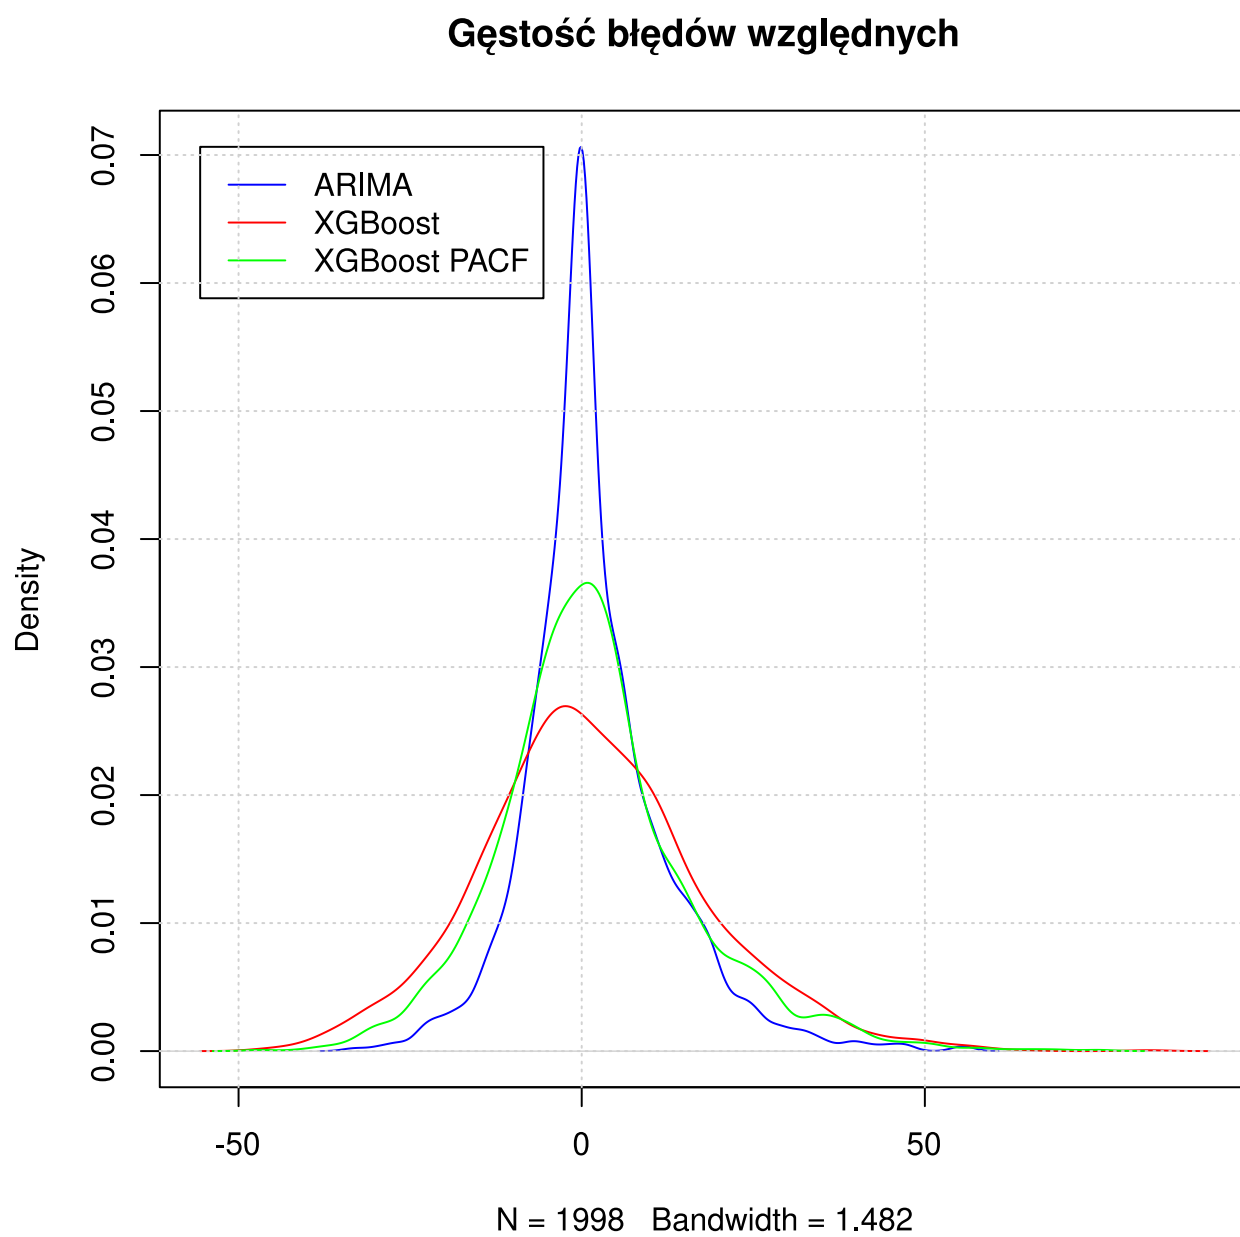 Gęstość błędów względnych
ARIMA
XGBoost
XGBoost PACF
Density
0.07
0.06
0.05
0.04
0.03
0.02
0.01
0.00
-50
0
50
N = 1998   Bandwidth = 1.482